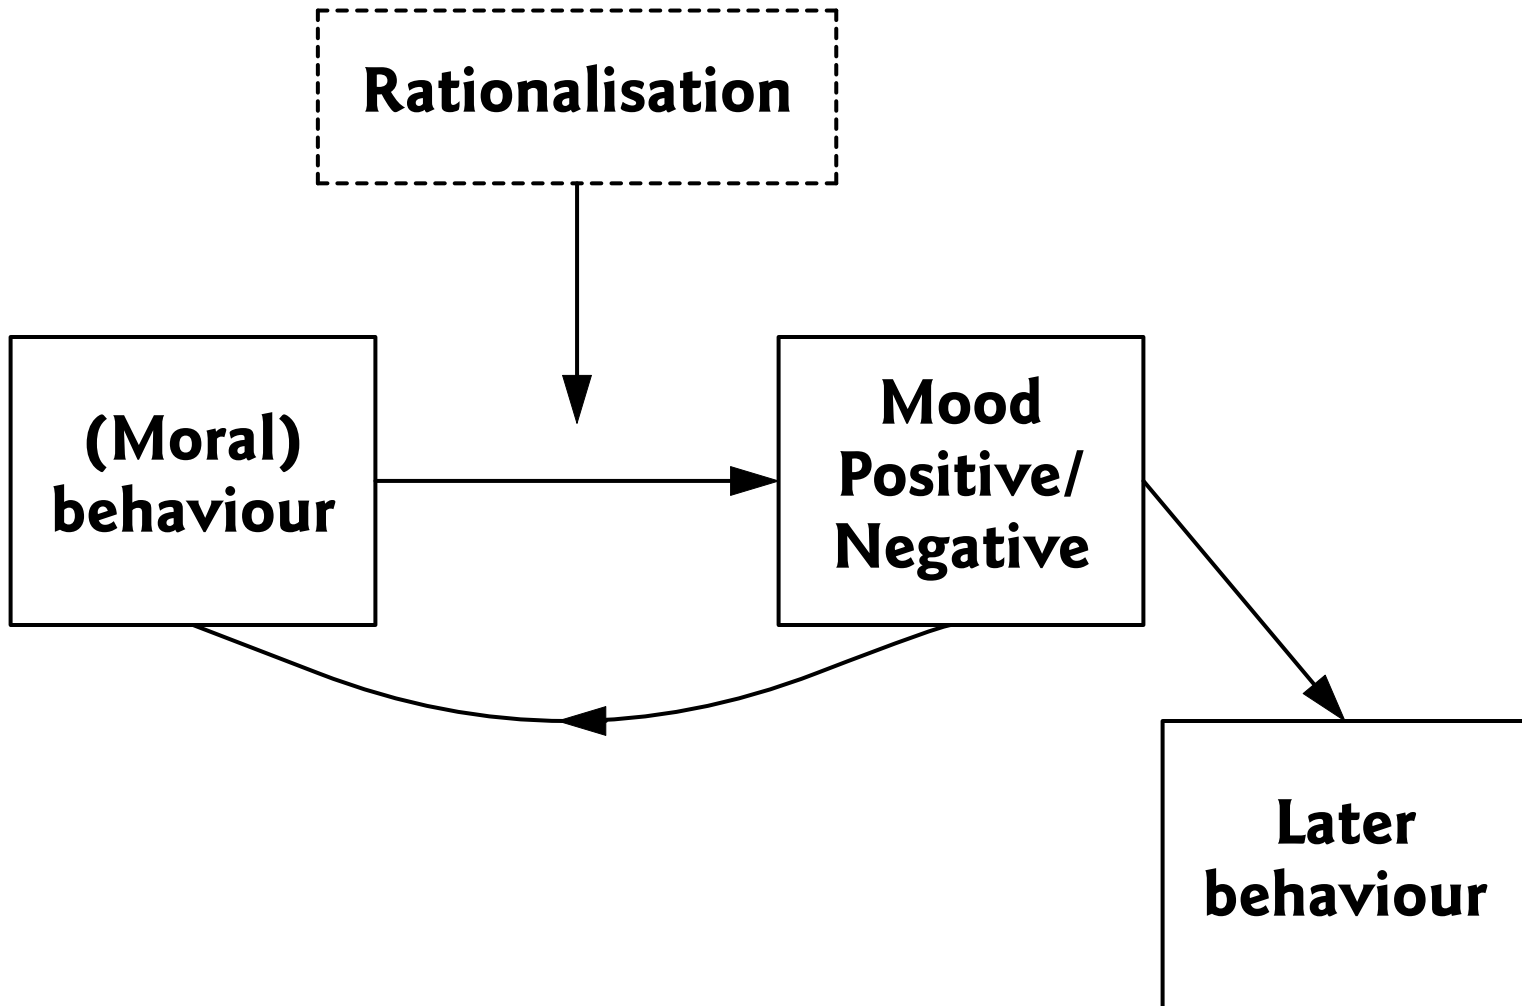 Rationalisation
(Moral)
behaviour
Mood
Positive/
Negative
Later
behaviour